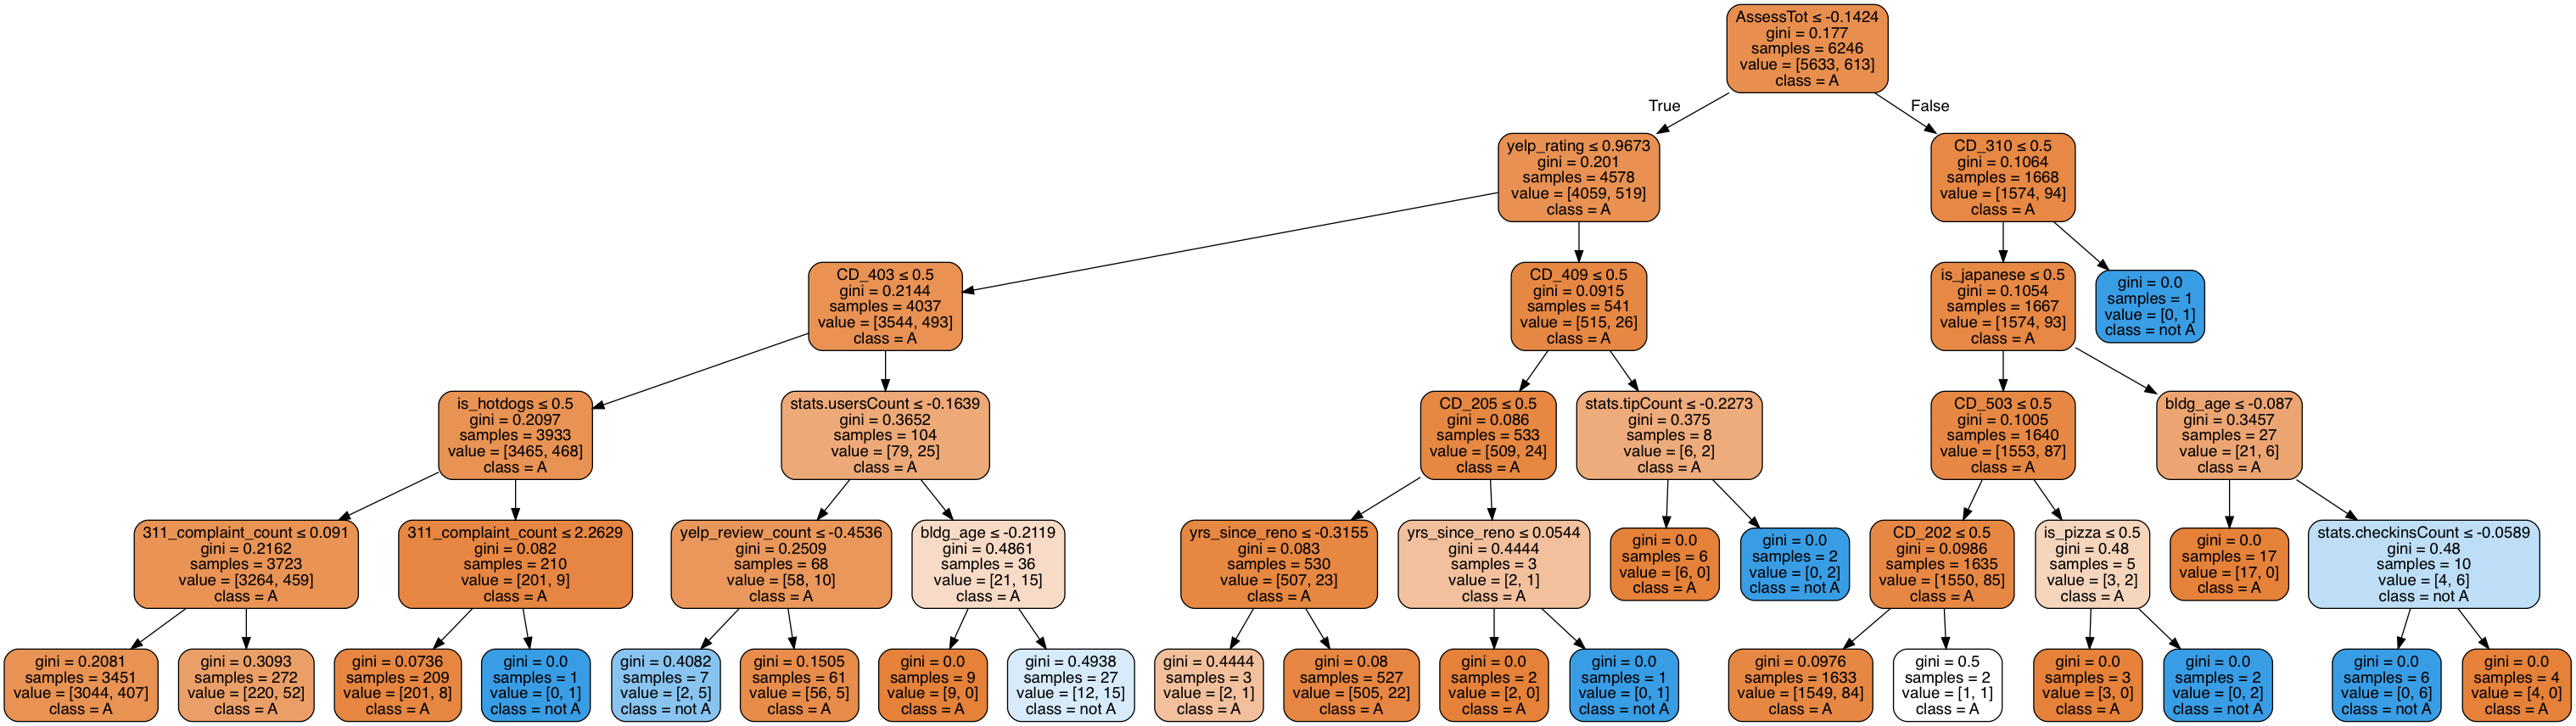 AssessTot ≤ -0.1424
gini = 0.177
samples = 6246
value = [5633, 613]
class = A
True
False
yelp_rating ≤ 0.9673
gini = 0.201
samples = 4578
value = [4059, 519]
class = A
CD_310 ≤ 0.5
gini = 0.1064
samples = 1668
value = [1574, 94]
class = A
CD_403 ≤ 0.5
gini = 0.2144
samples = 4037
value = [3544, 493]
class = A
CD_409 ≤ 0.5
gini = 0.0915
samples = 541
value = [515, 26]
class = A
is_japanese ≤ 0.5
gini = 0.1054
samples = 1667
value = [1574, 93]
class = A
gini = 0.0
samples = 1
value = [0, 1]
class = not A
is_hotdogs ≤ 0.5
gini = 0.2097
samples = 3933
value = [3465, 468]
class = A
stats.usersCount ≤ -0.1639
gini = 0.3652
samples = 104
value = [79, 25]
class = A
CD_205 ≤ 0.5
gini = 0.086
samples = 533
value = [509, 24]
class = A
stats.tipCount ≤ -0.2273
gini = 0.375
samples = 8
value = [6, 2]
class = A
CD_503 ≤ 0.5
gini = 0.1005
samples = 1640
value = [1553, 87]
class = A
bldg_age ≤ -0.087
gini = 0.3457
samples = 27
value = [21, 6]
class = A
311_complaint_count ≤ 0.091
gini = 0.2162
samples = 3723
value = [3264, 459]
class = A
311_complaint_count ≤ 2.2629
gini = 0.082
samples = 210
value = [201, 9]
class = A
yelp_review_count ≤ -0.4536
gini = 0.2509
samples = 68
value = [58, 10]
class = A
bldg_age ≤ -0.2119
gini = 0.4861
samples = 36
value = [21, 15]
class = A
yrs_since_reno ≤ -0.3155
gini = 0.083
samples = 530
value = [507, 23]
class = A
yrs_since_reno ≤ 0.0544
gini = 0.4444
samples = 3
value = [2, 1]
class = A
gini = 0.0
samples = 6
value = [6, 0]
class = A
gini = 0.0
samples = 2
value = [0, 2]
class = not A
CD_202 ≤ 0.5
gini = 0.0986
samples = 1635
value = [1550, 85]
class = A
is_pizza ≤ 0.5
gini = 0.48
samples = 5
value = [3, 2]
class = A
gini = 0.0
samples = 17
value = [17, 0]
class = A
stats.checkinsCount ≤ -0.0589
gini = 0.48
samples = 10
value = [4, 6]
class = not A
gini = 0.2081
samples = 3451
value = [3044, 407]
class = A
gini = 0.3093
samples = 272
value = [220, 52]
class = A
gini = 0.0736
samples = 209
value = [201, 8]
class = A
gini = 0.0
samples = 1
value = [0, 1]
class = not A
gini = 0.4082
samples = 7
value = [2, 5]
class = not A
gini = 0.1505
samples = 61
value = [56, 5]
class = A
gini = 0.0
samples = 9
value = [9, 0]
class = A
gini = 0.4938
samples = 27
value = [12, 15]
class = not A
gini = 0.4444
samples = 3
value = [2, 1]
class = A
gini = 0.08
samples = 527
value = [505, 22]
class = A
gini = 0.0
samples = 2
value = [2, 0]
class = A
gini = 0.0
samples = 1
value = [0, 1]
class = not A
gini = 0.0976
samples = 1633
value = [1549, 84]
class = A
gini = 0.5
samples = 2
value = [1, 1]
class = A
gini = 0.0
samples = 3
value = [3, 0]
class = A
gini = 0.0
samples = 2
value = [0, 2]
class = not A
gini = 0.0
samples = 6
value = [0, 6]
class = not A
gini = 0.0
samples = 4
value = [4, 0]
class = A